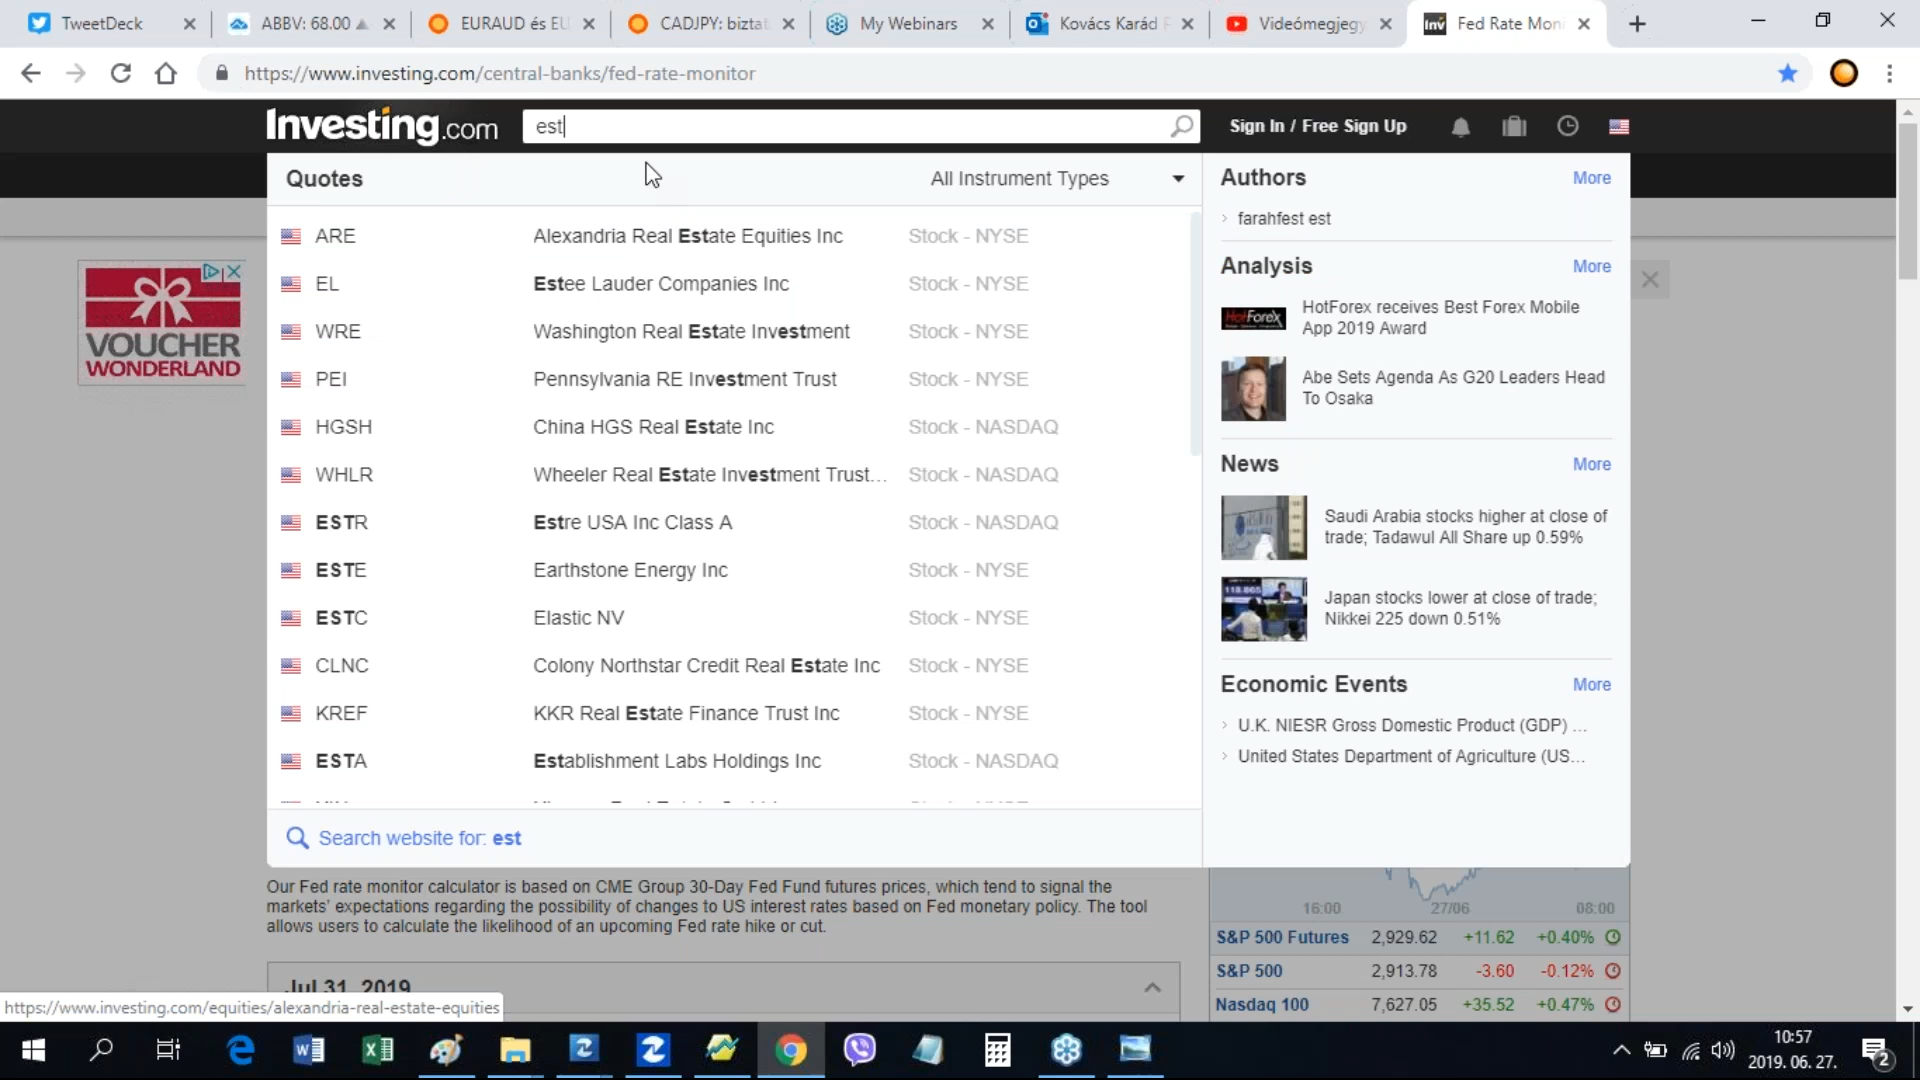 TweetDeck
ABBV: 68.00
EURAUD és EU
CADJPY: biztat
My Webinars
Kovács Karád
Videómegjegy
Fed Rate Moni
https://www.investing.com/central-banks/fed-rate-monitor
Investing.com
est
Sign In / Free Sign Up
Quotes
All Instrument Types
ARE Alexandria Real Estate Equities Inc Stock - NYSE
EL Estee Lauder Companies Inc Stock - NYSE
WRE Washington Real Estate Investment Stock - NYSE
PEI Pennsylvania RE Investment Trust Stock - NYSE
HGSH China HGS Real Estate Inc Stock - NASDAQ
WHLR Wheeler Real Estate Investment Trust... Stock - NASDAQ
ESTR Estre USA Inc Class A Stock - NASDAQ
ESTE Earthstone Energy Inc Stock - NYSE
ESTC Elastic NV Stock - NYSE
CLNC Colony Northstar Credit Real Estate Inc Stock - NYSE
KREF KKR Real Estate Finance Trust Inc Stock - NYSE
ESTA Establishment Labs Holdings Inc Stock - NASDAQ
Search website for: est
Authors More
farahfest est
Analysis More
HotForex
HotForex receives Best Forex Mobile
App 2019 Award
Abe Sets Agenda As G20 Leaders Head
To Osaka
News More
Saudi Arabia stocks higher at close of
trade; Tadawul All Share up 0.59%
Japan stocks lower at close of trade;
Nikkei 225 down 0.51%
Economic Events More
U.K. NIESR Gross Domestic Product (GDP) ...
United States Department of Agriculture (US...
VOUCHER
WONDERLAND
Our Fed rate monitor calculator is based on CME Group 30-Day Fed Fund futures prices, which tend to signal the
markets' expectations regarding the possibility of changes to US interest rates based on Fed monetary policy. The tool
allows users to calculate the likelihood of an upcoming Fed rate hike or cut.
Jul 31, 2019
16:00 27/06 08:00
S&P 500 Futures 2,929.62 +11.62 +0.40%
S&P 500 2,913.78 -3.60 -0.12%
Nasdaq 100 7,627.05 +35.52 +0.47%
https://www.investing.com/equities/alexandria-real-estate-equities
10:57
2019. 06. 27.
2